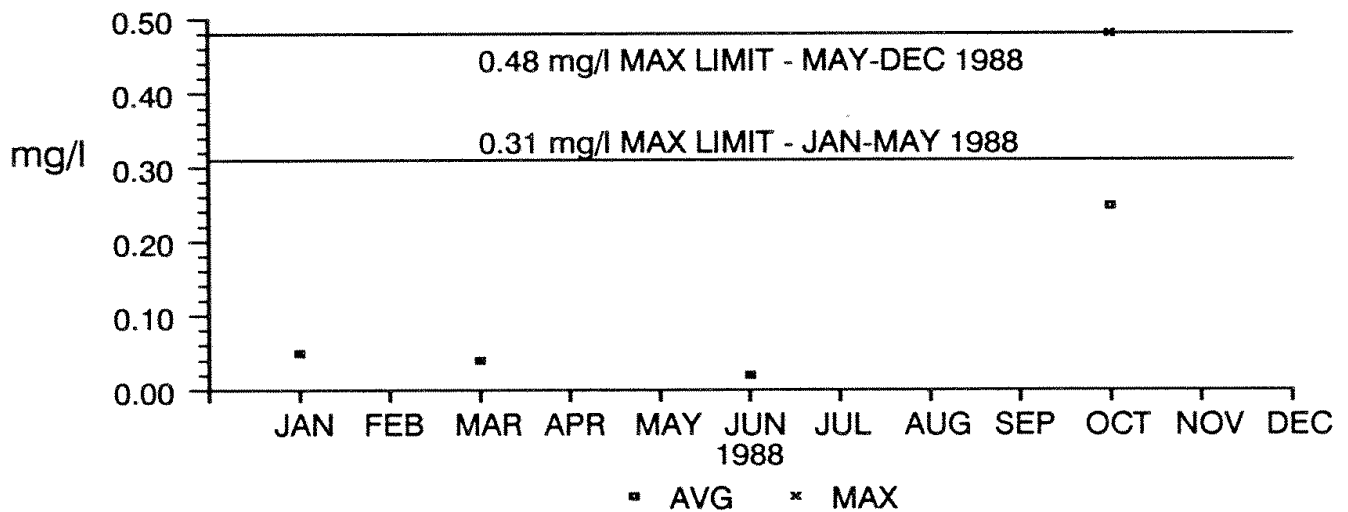 0.50
0.48 mg/l MAX LIMIT - MAY-DEC 1988
0.40
0.31 mg/l MAX LIMIT - JAN-MAY 1988
mg/l
0.30
0.20
0.10
0.00
JAN FEB MAR APR MAY JUN JUL AUG SEP OCT NOV DEC
1988
AVG MAX